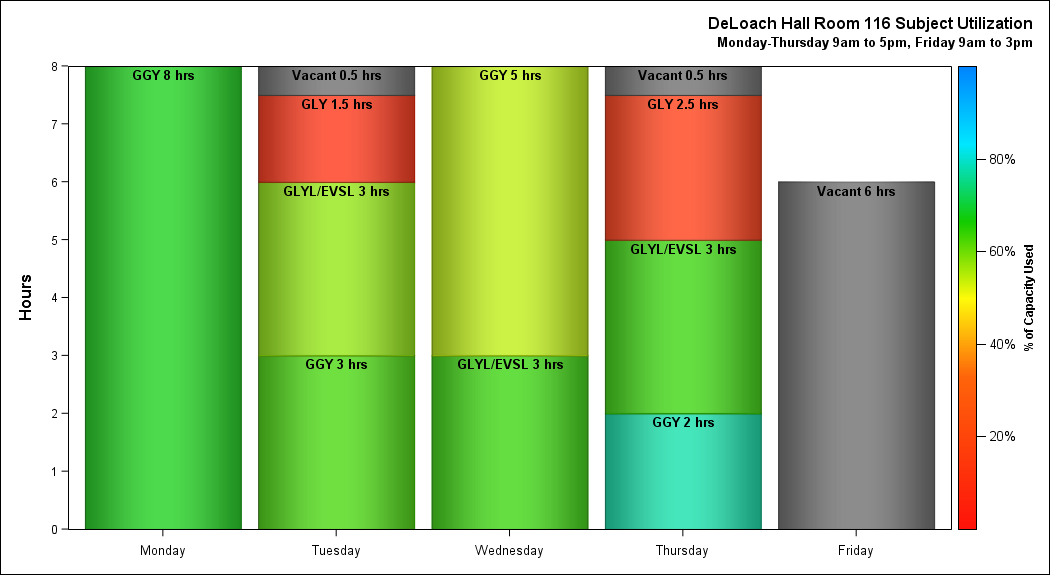 DeLoach Hall Room 116 Subject Utilization
Monday-Thursday 9am to 5pm, Friday 9am to 3pm
Hours
8
7
6
5
4
3
2
1
0
GGY 8 hrs
Vacant 0.5 hrs
GLY 1.5 hrs
GLYL/EVSL 3 hrs
GGY 3 hrs
GGY 5 hrs
GLYL/EVSL 3 hrs
Vacant 0.5 hrs
GLY 2.5 hrs
GLYL/EVSL 3 hrs
GGY 2 hrs
Vacant 6 hrs
Monday
Tuesday
Wednesday
Thursday
Friday
80%
60%
40%
20%
% of Capacity Used